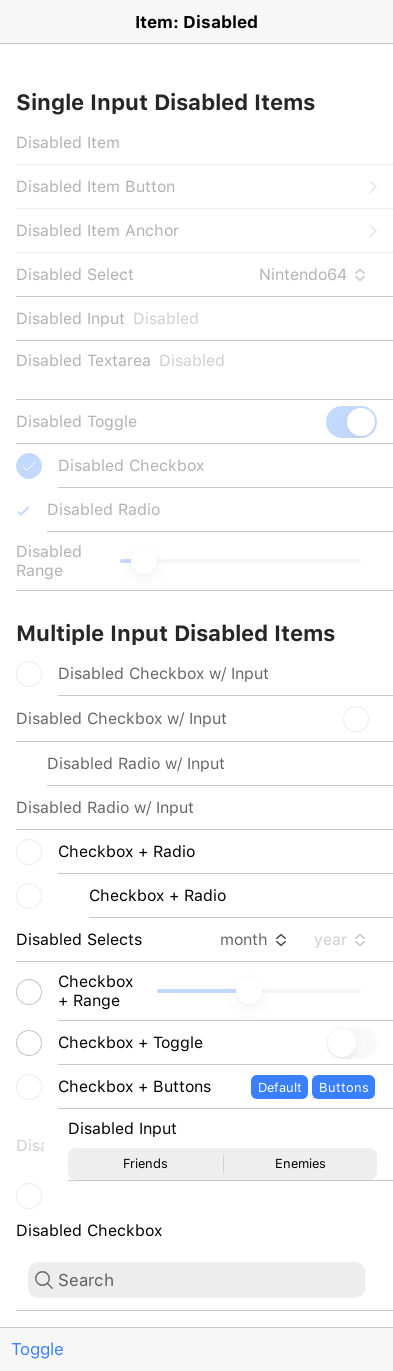 Item: Disabled
Single Input Disabled Items
Disabled Item
Disabled Item Button
Disabled Item Anchor
Disabled Select Nintendo64
Disabled Input Disabled
Disabled Textarea Disabled
Disabled Toggle
Disabled Checkbox
Disabled Radio
Disabled
Range
Multiple Input Disabled Items
Disabled Checkbox w/ Input
Disabled Checkbox w/ Input
Disabled Radio w/ Input
Disabled Radio w/ Input
Checkbox + Radio
Checkbox + Radio
Disabled Selects month year
Checkbox
+ Range
Checkbox + Toggle
Checkbox + Buttons Default Buttons
Disabled Input
Friends Enemies
Disabled Checkbox
Search
Toggle